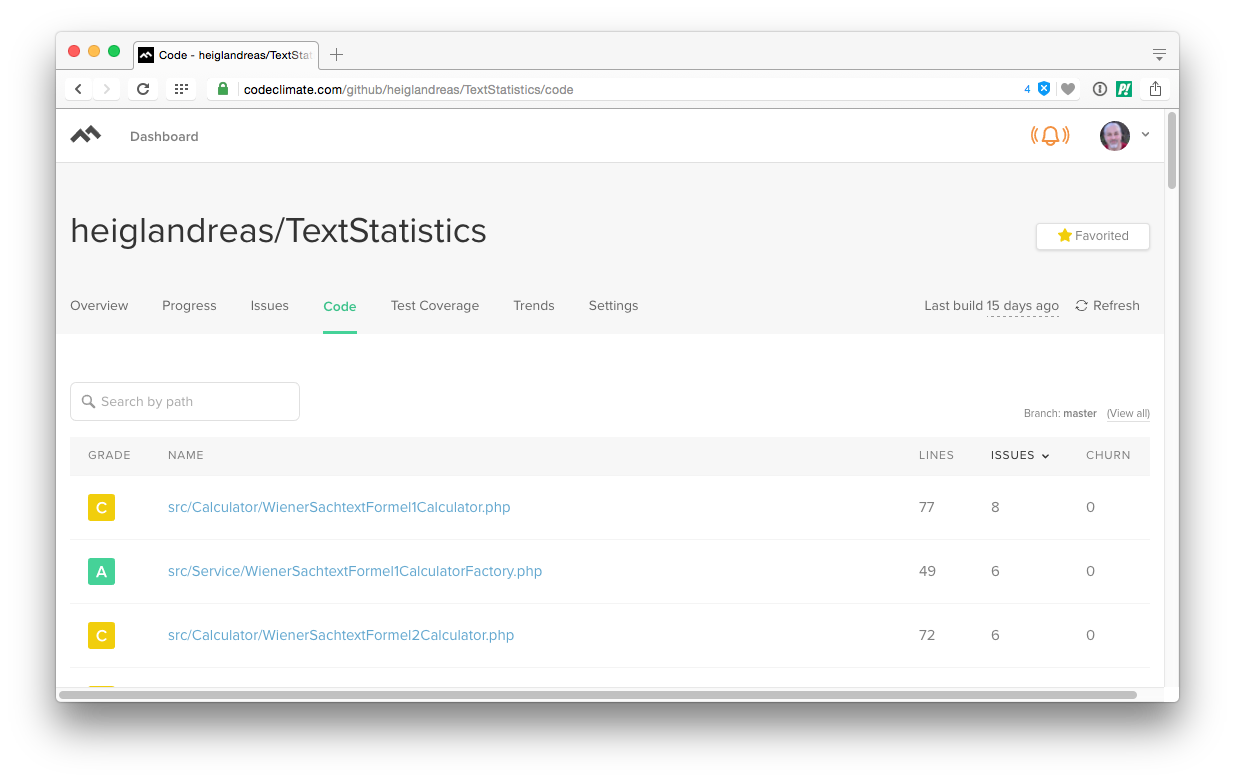 Code - heiglandreas/TextStat
codeclimate.com/github/heiglandreas/TextStatistics/code 4 P!
Dashboard
heiglandreas/TextStatistics
Favorited
Overview Progress Issues Code Test Coverage Trends Settings Last build 15 days ago Refresh
Search by path
Branch: master (View all)
GRADE NAME LINES ISSUES CHURN
C src/Calculator/WienerSachtextFormel1Calculator.php 77 8 0
A src/Service/WienerSachtextFormel1CalculatorFactory.php 49 6 0
C src/Calculator/WienerSachtextFormel2Calculator.php 72 6 0